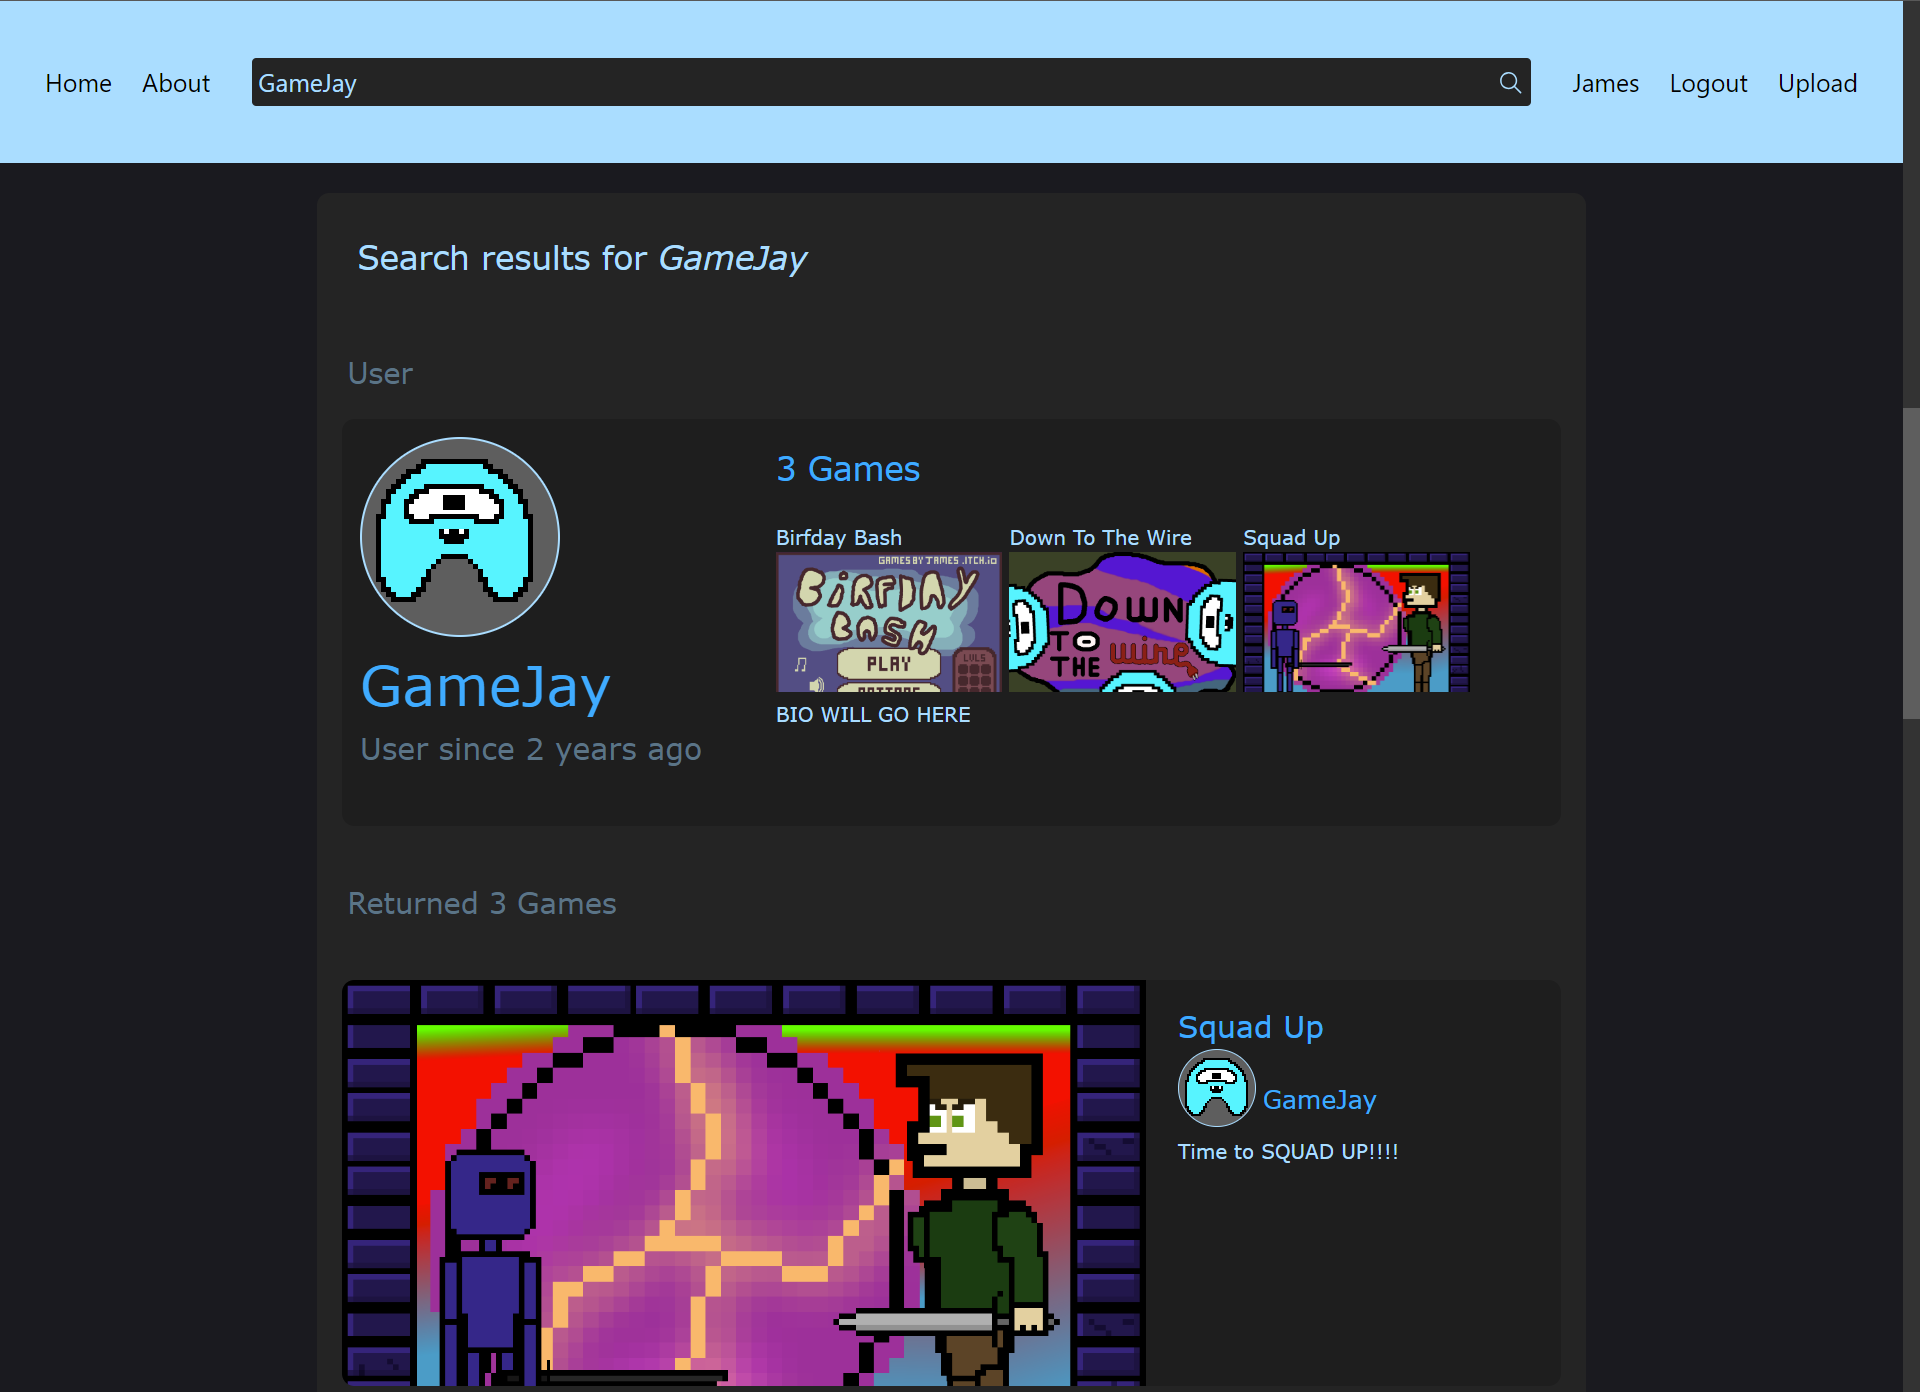 Home About GameJay James Logout Upload
Search results for GameJay
User
3 Games
Birfday Bash Down To The Wire Squad Up
GAMES BY JAMES .ITCH.io
BiRFDAY
BASH
PLAY
LVLS
DOWN
TO
THE wire
BIO WILL GO HERE
GameJay
User since 2 years ago
Returned 3 Games
Squad Up
GameJay
Time to SQUAD UP!!!!